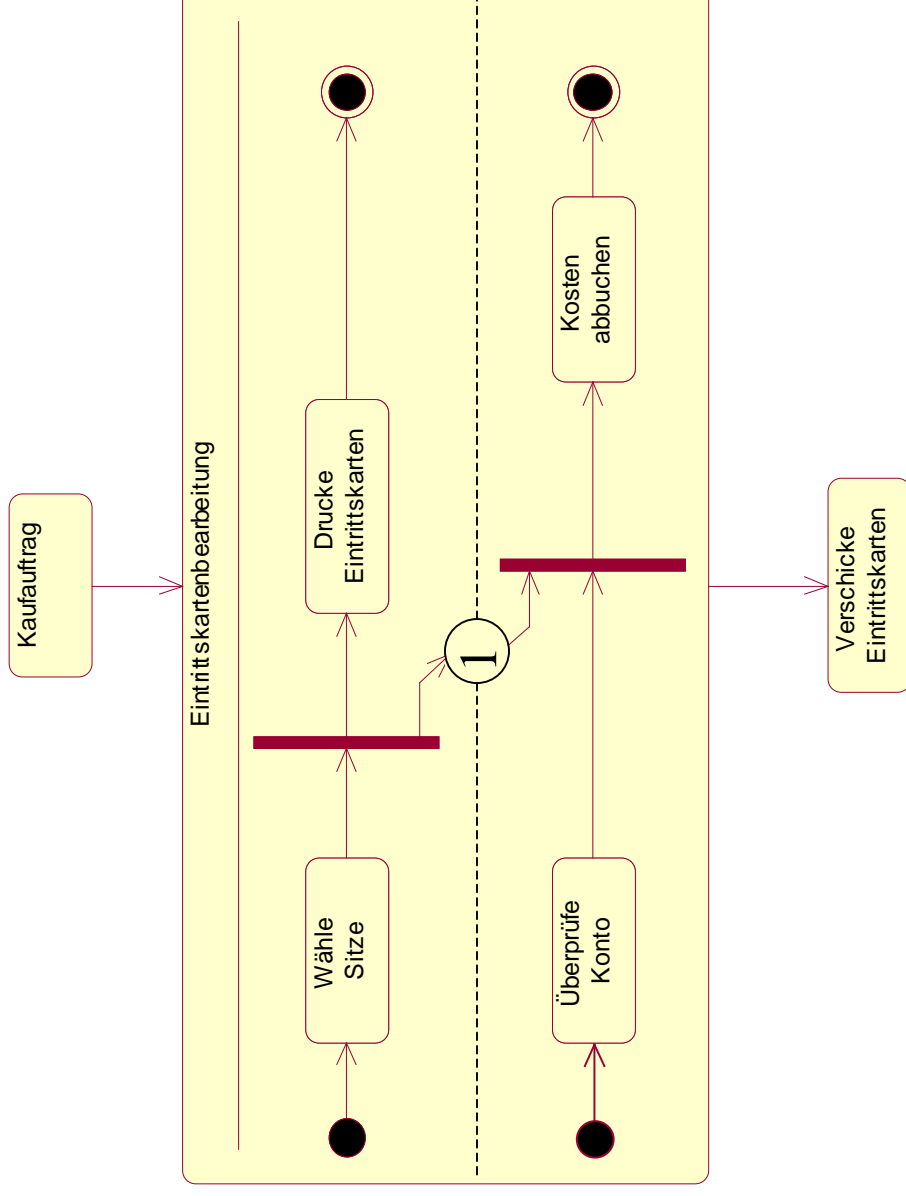 Kaufauftrag
Eintrittskartenbearbeitung
Wähle
Sitze
Drucke
Eintrittskarten
1
Überprüfe
Konto
Kosten
abbuchen
Verschicke
Eintrittskarten